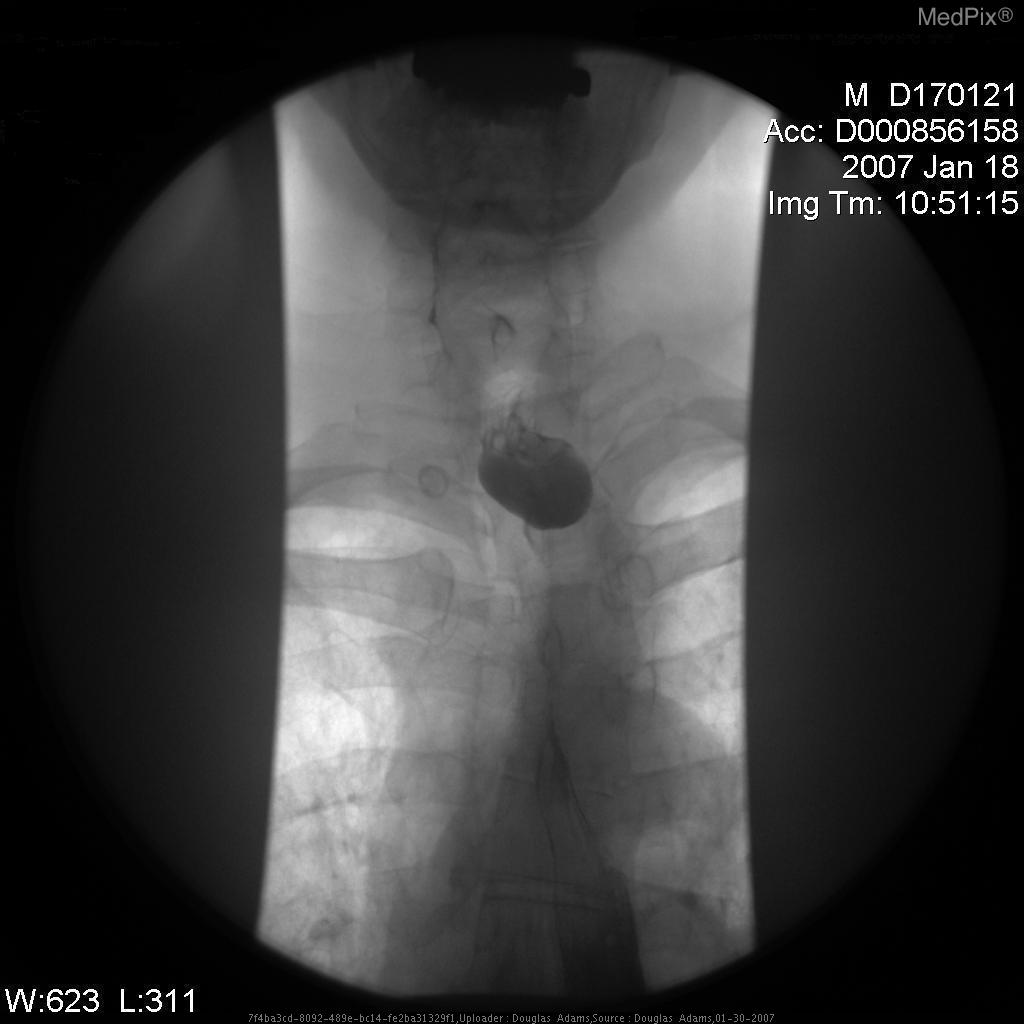 MedPix®
M D170121
Acc: D000856158
2007 Jan 18
Img Tm: 10:51:15
W:623 L:311
7f4ba3cd-8092-489e-bc14-fe2ba31329f1,Uploader : Douglas Adams,Source : Douglas Adams,01-30-2007